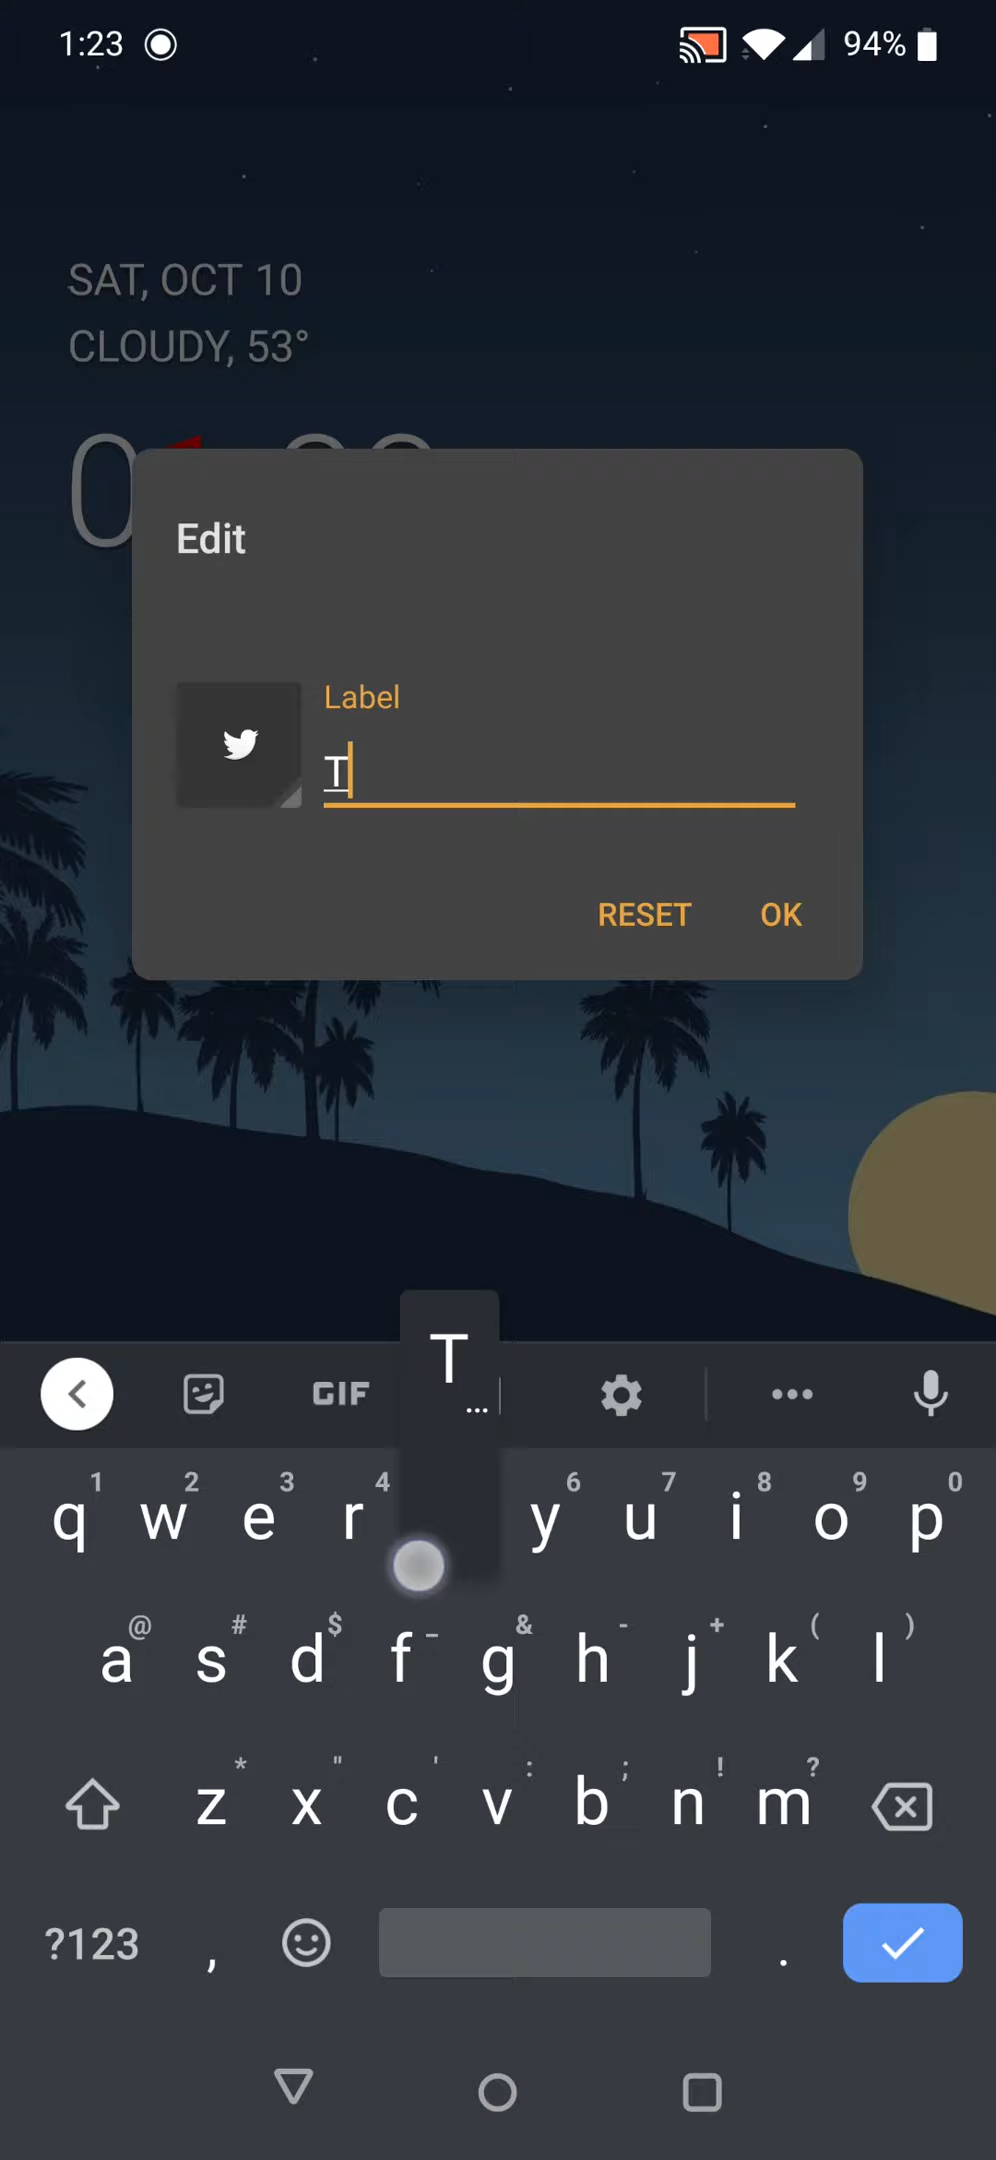 1:23
94%
SAT, OCT 10
CLOUDY, 53°
Edit
Label
T
RESET
OK
T
...
GIF
1 2 3 4 6 7 8 9 0
q w e r y u i o p
@ # $ _ & - + ( )
a s d f g h j k l
* " ' : ; ! ?
z x c v b n m
?123 , .